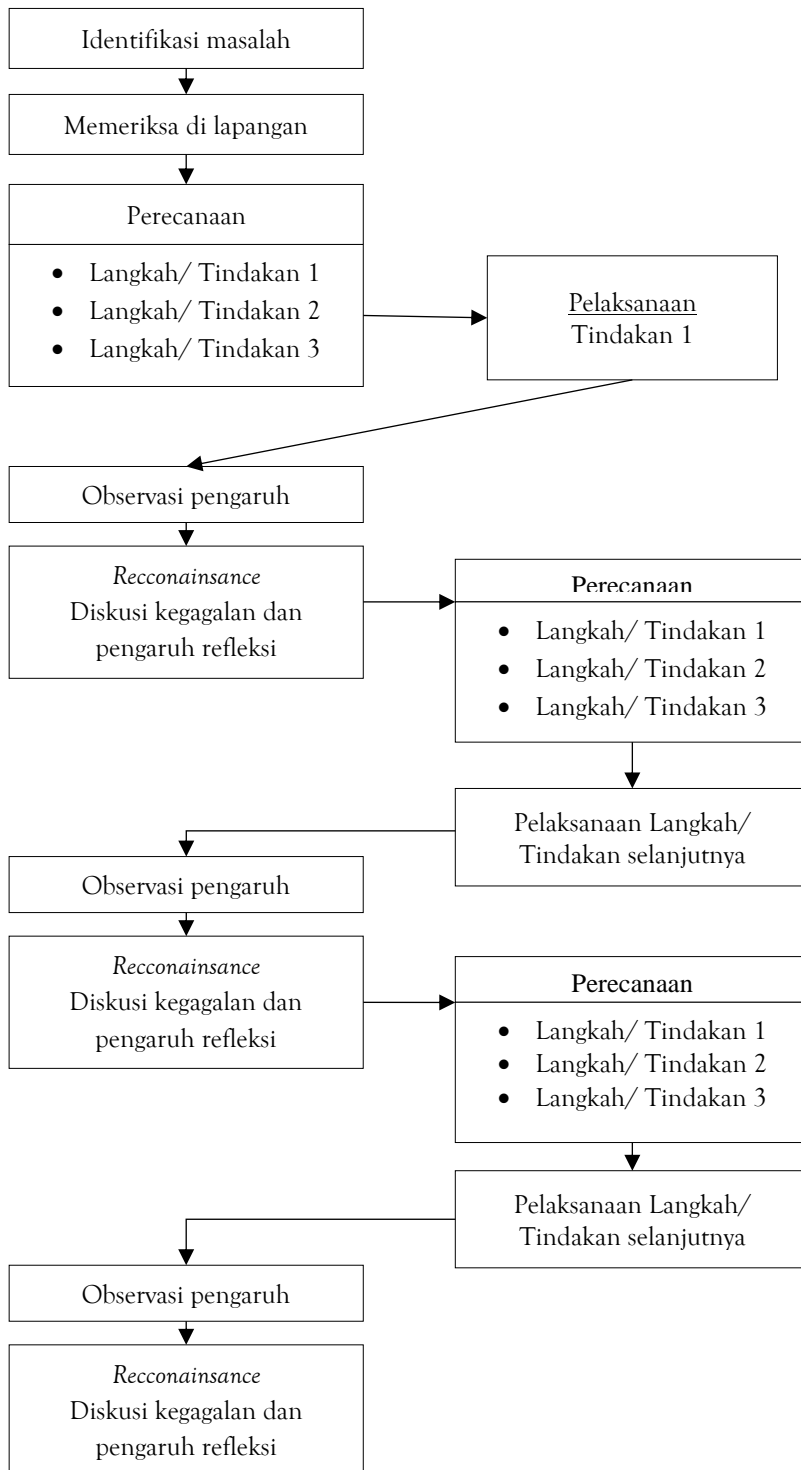 Identifikasi masalah
Memeriksa di lapangan
Perecanaan
• Langkah/ Tindakan 1
• Langkah/ Tindakan 2
• Langkah/ Tindakan 3
Pelaksanaan
Tindakan 1
Observasi pengaruh
Recconainsance
Diskusi kegagalan dan
pengaruh refleksi
Perecanaan
• Langkah/ Tindakan 1
• Langkah/ Tindakan 2
• Langkah/ Tindakan 3
Pelaksanaan Langkah/
Tindakan selanjutnya
Observasi pengaruh
Recconainsance
Diskusi kegagalan dan
pengaruh refleksi
Perecanaan
• Langkah/ Tindakan 1
• Langkah/ Tindakan 2
• Langkah/ Tindakan 3
Pelaksanaan Langkah/
Tindakan selanjutnya
Observasi pengaruh
Recconainsance
Diskusi kegagalan dan
pengaruh refleksi